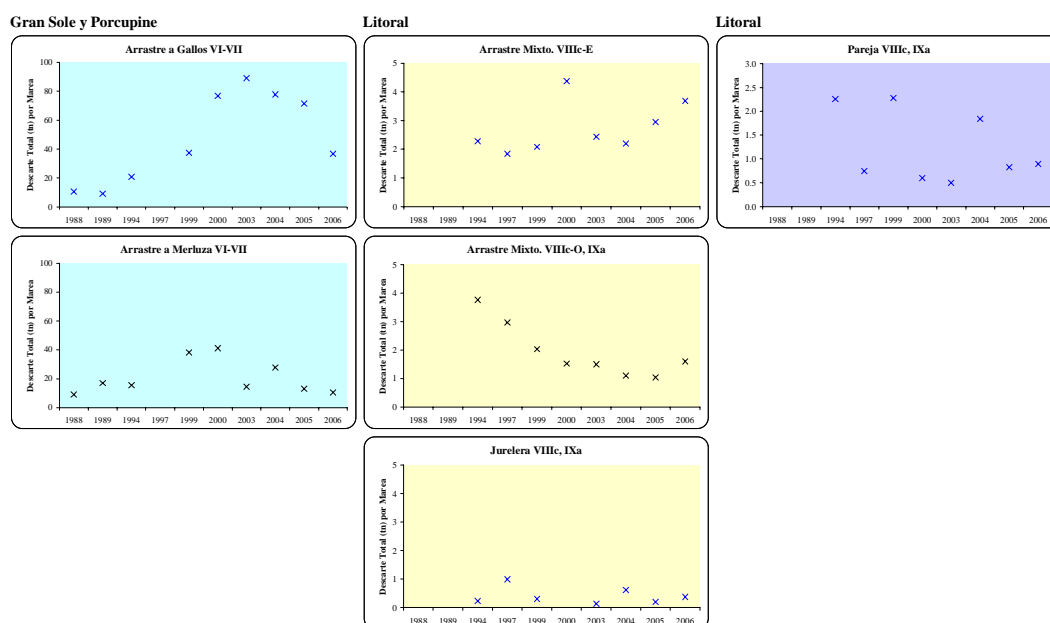 Gran Sole y Porcupine
Litoral
Litoral
Arrastre a Gallos VI-VII
Descarte Total (tn) por Marea
100
80
60
40
20
0
1988 1989 1994 1997 1999 2000 2003 2004 2005 2006
Arrastre Mixto. VIIIc-E
Descarte Total (tn) por Marea
5
4
3
2
1
0
1988 1989 1994 1997 1999 2000 2003 2004 2005 2006
Pareja VIIIc, IXa
Descarte Total (tn) por Marea
3.0
2.5
2.0
1.5
1.0
0.5
0.0
1988 1989 1994 1997 1999 2000 2003 2004 2005 2006
Arrastre a Merluza VI-VII
Descarte Total (tn) por Marea
100
80
60
40
20
0
1988 1989 1994 1997 1999 2000 2003 2004 2005 2006
Arrastre Mixto. VIIIc-O, IXa
Descarte Total (tn) por Marea
5
4
3
2
1
0
1988 1989 1994 1997 1999 2000 2003 2004 2005 2006
Jurelera VIIIc, IXa
Descarte Total (tn) por Marea
5
4
3
2
1
0
1988 1989 1994 1997 1999 2000 2003 2004 2005 2006